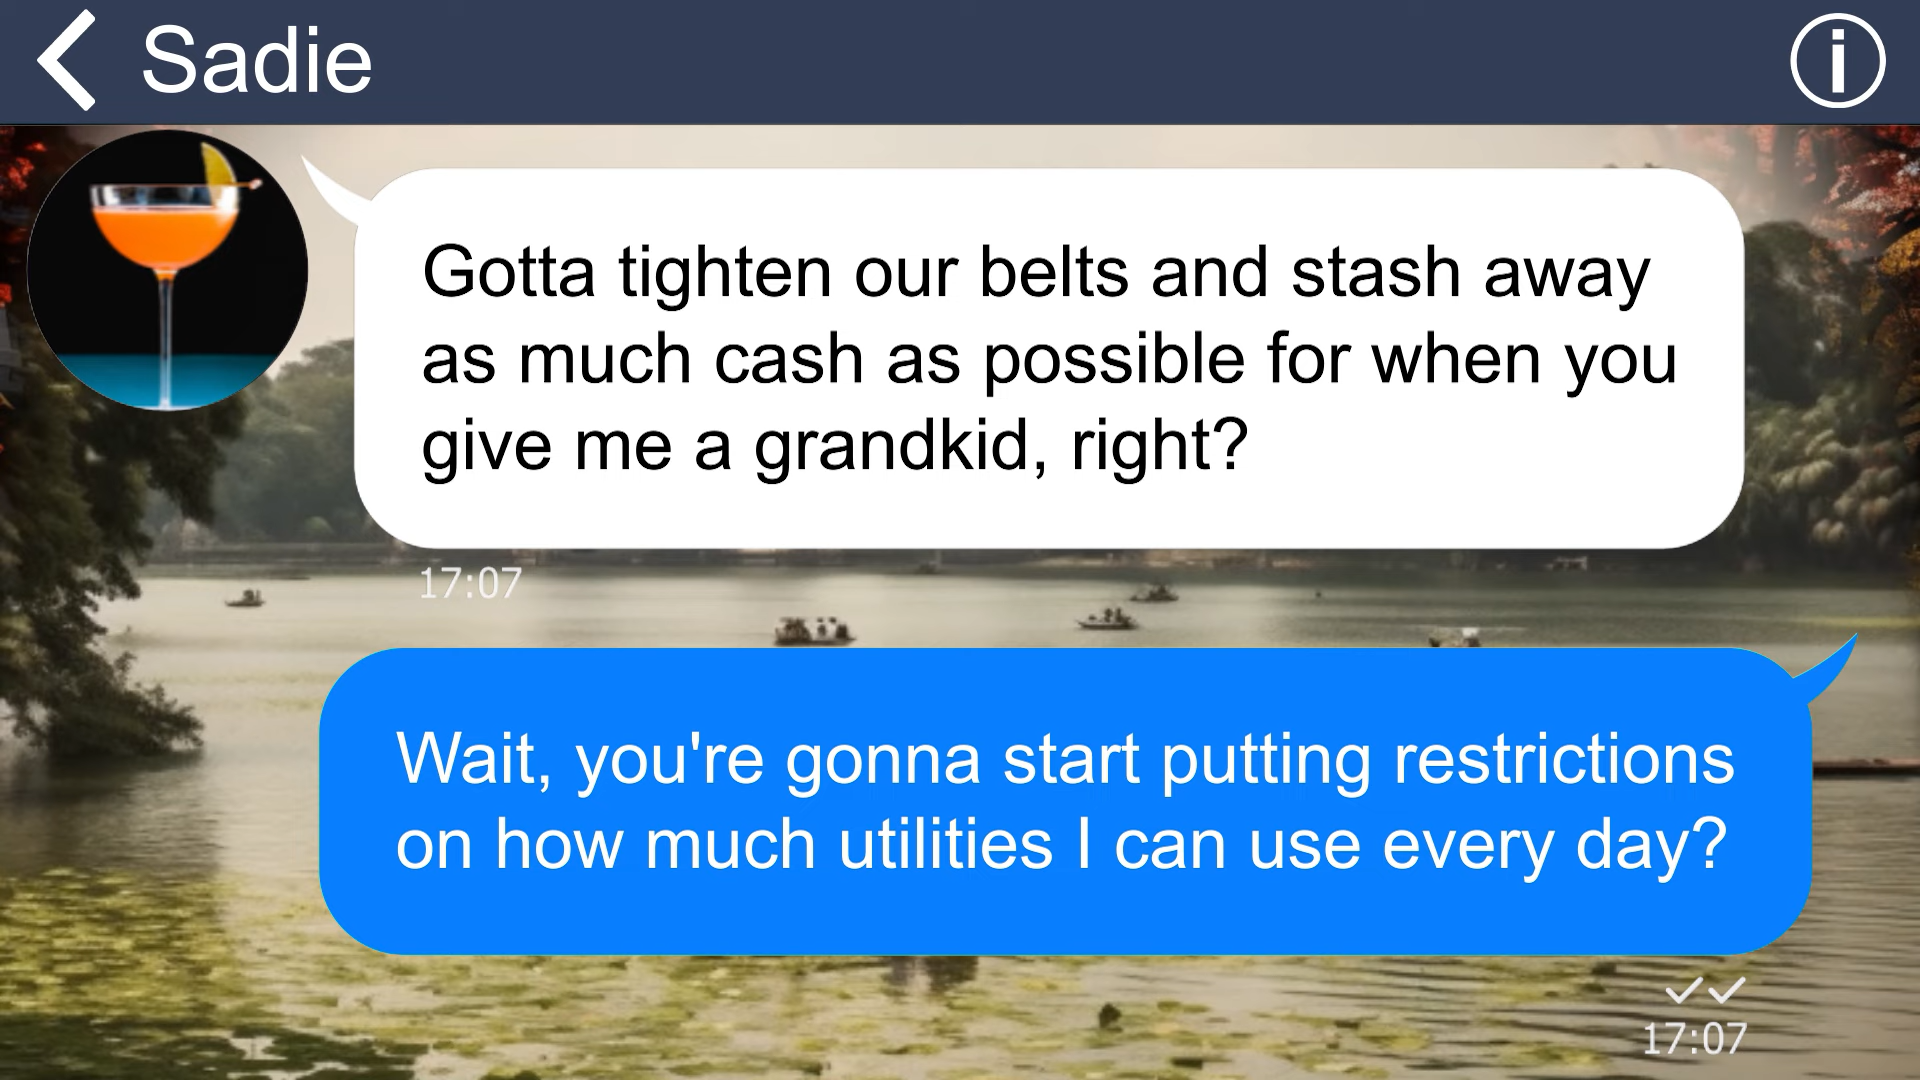 Sadie
Gotta tighten our belts and stash away
as much cash as possible for when you
give me a grandkid, right?
17:07
Wait, you're gonna start putting restrictions
on how much utilities I can use every day?
17:07